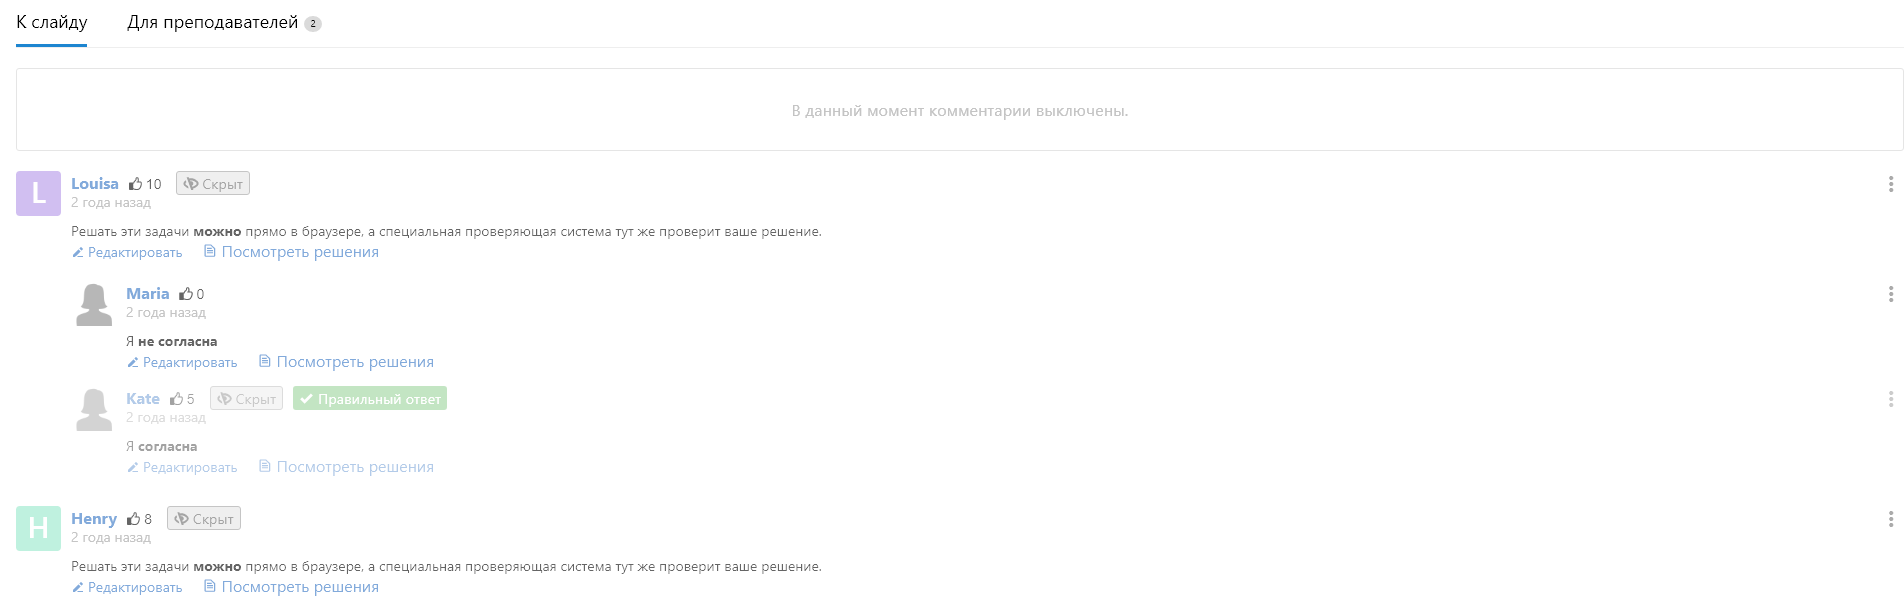 К слайду Для преподавателей 2
В данный момент комментарии выключены.
L Louisa 10 Скрыт
2 года назад
Решать эти задачи можно прямо в браузере, а специальная проверяющая система тут же проверит ваше решение.
Редактировать Посмотреть решения
Maria 0
2 года назад
Я не согласна
Редактировать Посмотреть решения
Kate 5 Скрыт Правильный ответ
2 года назад
Я согласна
Редактировать Посмотреть решения
H Henry 8 Скрыт
2 года назад
Решать эти задачи можно прямо в браузере, а специальная проверяющая система тут же проверит ваше решение.
Редактировать Посмотреть решения